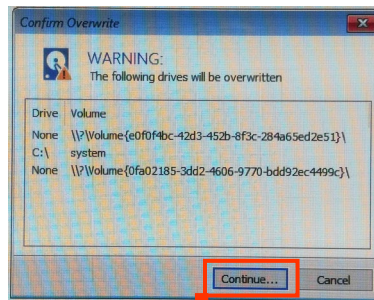 Confirm Overwrite
WARNING:
The following drives will be overwritten
Drive Volume
None \\?\Volume{e0f0f4bc-42d3-452b-8f3c-284a65ed2e51}\
C:\ system
None \\?\Volume{0fa02185-3dd2-4606-9770-bdd92ec4499c}\
Continue... Cancel